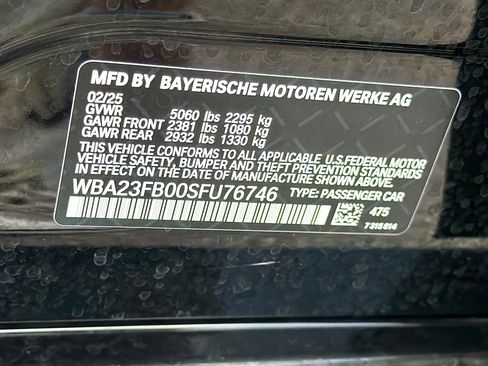 MFD BY BAYERISCHE MOTOREN WERKE AG
02/25
GVWR 5060 lbs 2295 kg
GAWR FRONT 2381 lbs 1080 kg
GAWR REAR 2932 lbs 1330 kg
THIS VEHICLE CONFORMS TO ALL APPLICABLE U.S.FEDERAL MOTOR
VEHICLE SAFETY, BUMPER AND THEFT PREVENTION STANDARDS
IN EFFECT ON THE DATE OF MANUFACTURE SHOWN ABOVE.
WBA23FB00SFU76746 TYPE: PASSENGER CAR
475
7315614